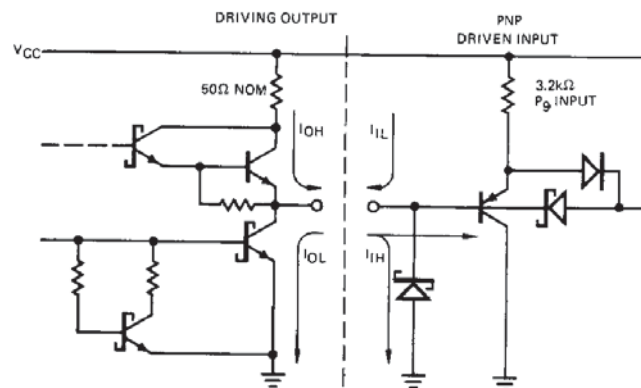 DRIVING OUTPUT
PNP
DRIVEN INPUT
VCC
50Ω NOM
3.2kΩ
P9 INPUT
IOH
IIL
IOL
IIH